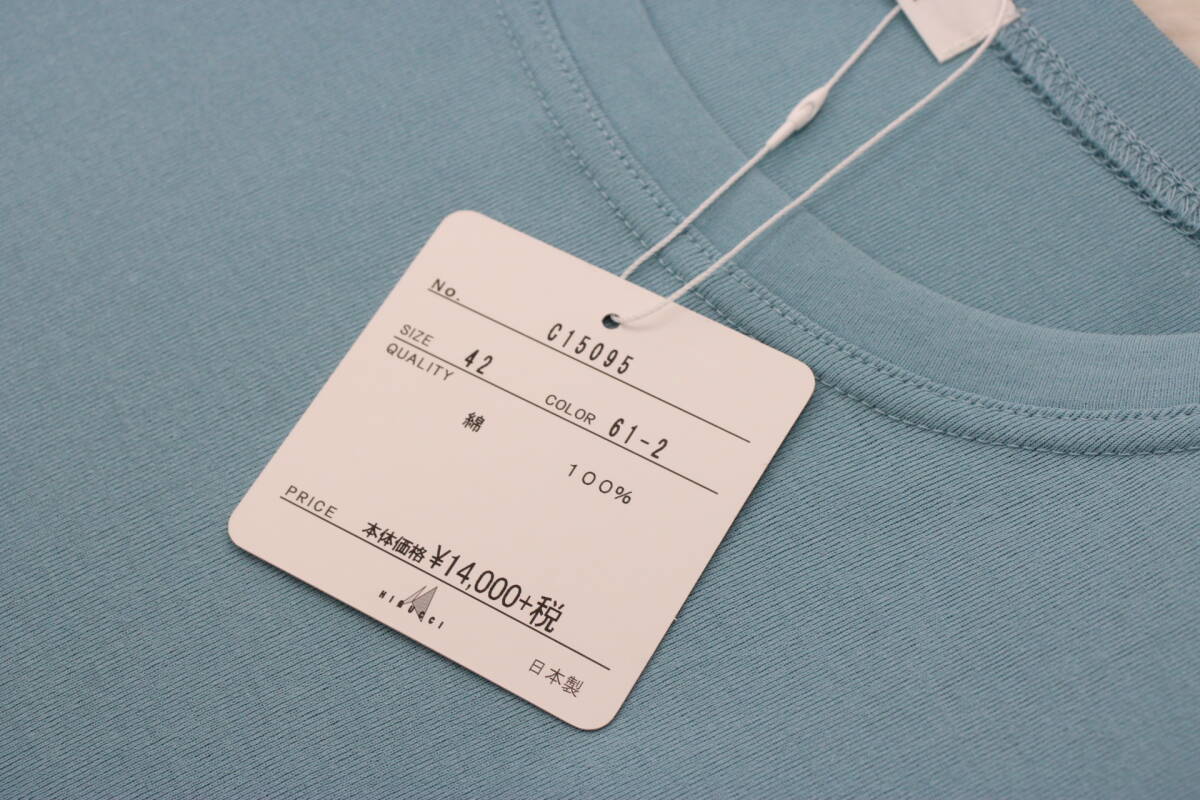 No. C15095
SIZE 42 COLOR 61-2
QUALITY
綿 100%
PRICE 本体価格 ¥14,000+税
HIRUCCI
日本製